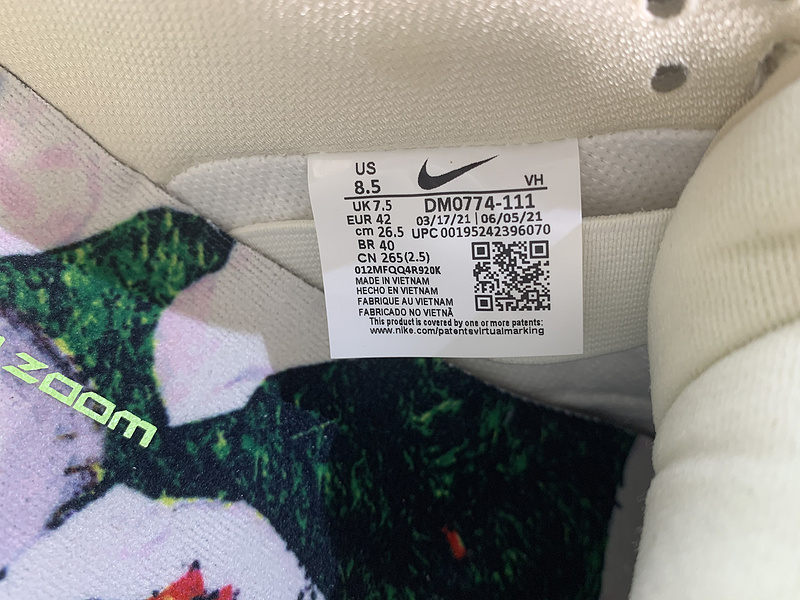 US
8.5
VH
UK 7.5 DM0774-111
EUR 42 03/17/21 | 06/05/21
cm 26.5 UPC 00195242396070
BR 40
CN 265(2.5)
012MFQQ4R920K
MADE IN VIETNAM
HECHO EN VIETNAM
FABRIQUE AU VIETNAM
FABRICADO NO VIETNÃ
This product is covered by one or more patents:
www.nike.com/patentsvirtualmarking
ZOOM